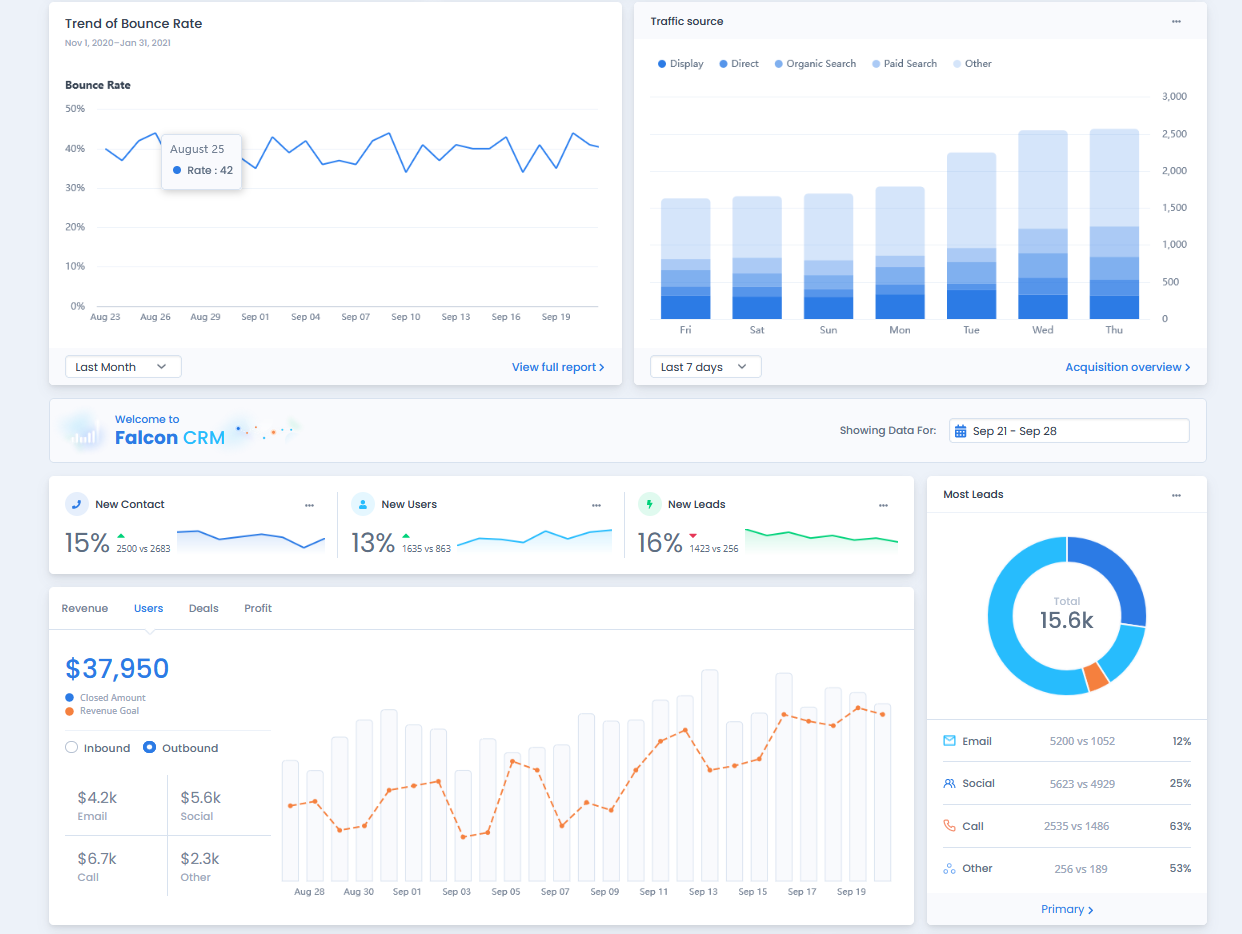 Trend of Bounce Rate
Nov 1, 2020–Jan 31, 2021
Bounce Rate
50%
40%
30%
20%
10%
0%
August 25
Rate : 42
Aug 23 Aug 26 Aug 29 Sep 01 Sep 04 Sep 07 Sep 10 Sep 13 Sep 16 Sep 19
Last Month
View full report
Traffic source
Display Direct Organic Search Paid Search Other
3,000
2,500
2,000
1,500
1,000
500
0
Fri Sat Sun Mon Tue Wed Thu
Last 7 days
Acquisition overview
Welcome to
Falcon CRM
Showing Data For:
Sep 21 - Sep 28
New Contact
15%
2500 vs 2683
New Users
13%
1635 vs 863
New Leads
16%
1423 vs 256
Revenue Users Deals Profit
$37,950
Closed Amount
Revenue Goal
Inbound Outbound
$4.2k
Email
$5.6k
Social
$6.7k
Call
$2.3k
Other
Aug 28 Aug 30 Sep 01 Sep 03 Sep 05 Sep 07 Sep 09 Sep 11 Sep 13 Sep 15 Sep 17 Sep 19
Most Leads
Total
15.6k
Email 5200 vs 1052 12%
Social 5623 vs 4929 25%
Call 2535 vs 1486 63%
Other 256 vs 189 53%
Primary